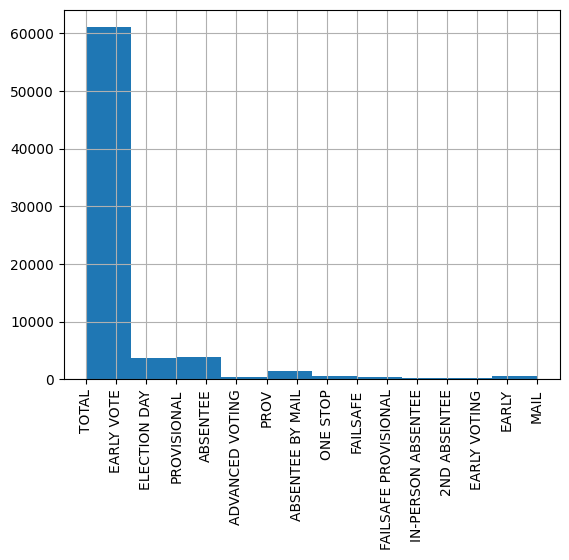 60000
50000
40000
30000
20000
10000
0
TOTAL
EARLY VOTE
ELECTION DAY
PROVISIONAL
ABSENTEE
ADVANCED VOTING
PROV
ABSENTEE BY MAIL
ONE STOP
FAILSAFE
FAILSAFE PROVISIONAL
IN-PERSON ABSENTEE
2ND ABSENTEE
EARLY VOTING
EARLY
MAIL